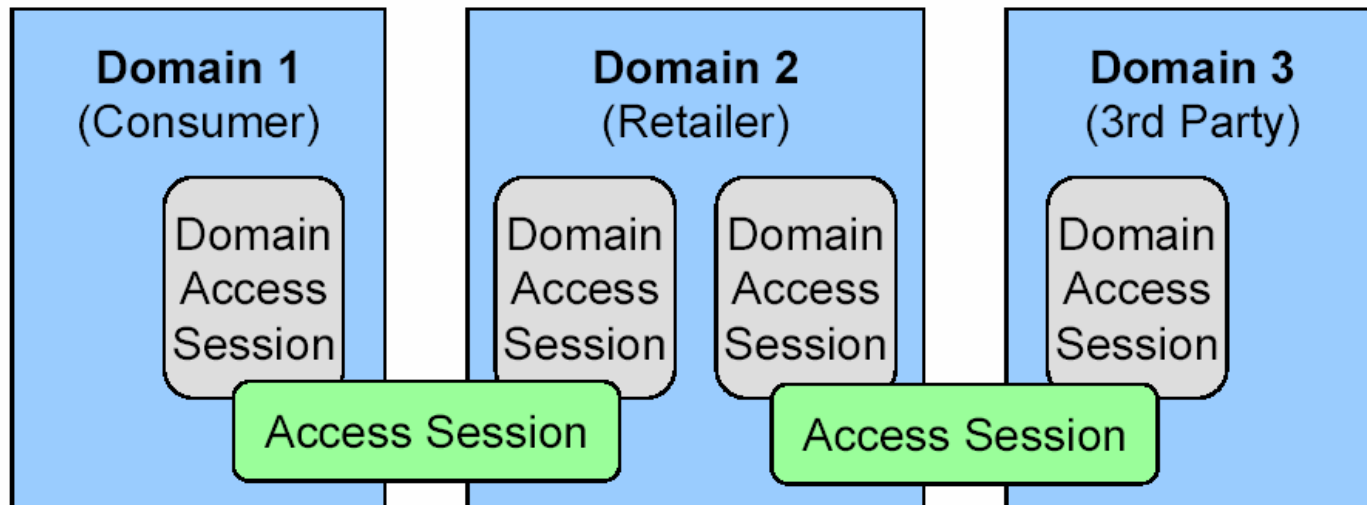 Domain 1
(Consumer)
Domain 2
(Retailer)
Domain 3
(3rd Party)
Domain
Access
Session
Domain
Access
Session
Domain
Access
Session
Domain
Access
Session
Access Session
Access Session